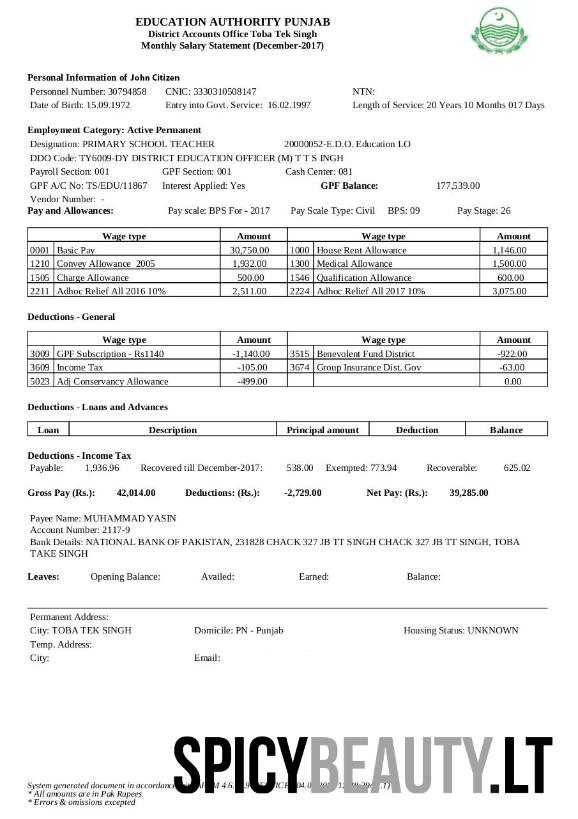 EDUCATION AUTHORITY PUNJAB
District Accounts Office Toba Tek Singh
Monthly Salary Statement (December-2017)
Personal Information of John Citizen
Personnel Number: 30794858 CNIC: 3330310508147 NTN:
Date of Birth: 15.09.1972 Entry into Govt. Service: 16.02.1997 Length of Service: 20 Years 10 Months 017 Days
Employment Category: Active Permanent
Designation: PRIMARY SCHOOL TEACHER 20000052-E.D.O. Education LO
DDO Code: TY6009-DY DISTRICT EDUCATION OFFICER (M) T T S INGH
Payroll Section: 001 GPF Section: 001 Cash Center: 081
GPF A/C No: TS/EDU/11867 Interest Applied: Yes GPF Balance: 177,539.00
Vendor Number: -
Pay and Allowances: Pay scale: BPS For - 2017 Pay Scale Type: Civil BPS: 09 Pay Stage: 26
Wage type Amount Wage type Amount
0001 Basic Pay 30,750.00 1000 House Rent Allowance 1,146.00
1210 Convey Allowance 2005 1,932.00 1300 Medical Allowance 1,500.00
1505 Charge Allowance 500.00 1546 Qualification Allowance 600.00
2211 Adhoc Relief All 2016 10% 2,511.00 2224 Adhoc Relief All 2017 10% 3,075.00
Deductions - General
Wage type Amount Wage type Amount
3009 GPF Subscription - Rs1140 -1,140.00 3515 Benevolent Fund District -922.00
3609 Income Tax -105.00 3674 Group Insurance Dist. Gov -63.00
5023 Adj Conservancy Allowance -499.00 0.00
Deductions - Loans and Advances
Loan Description Principal amount Deduction Balance
Deductions - Income Tax
Payable: 1,936.96 Recovered till December-2017: 538.00 Exempted: 773.94 Recoverable: 625.02
Gross Pay (Rs.): 42,014.00 Deductions: (Rs.): -2,729.00 Net Pay: (Rs.): 39,285.00
Payee Name: MUHAMMAD YASIN
Account Number: 2117-9
Bank Details: NATIONAL BANK OF PAKISTAN, 231828 CHACK 327 JB TT SINGH CHACK 327 JB TT SINGH, TOBA
TAKE SINGH
Leaves: Opening Balance: Availed: Earned: Balance:
Permanent Address:
City: TOBA TEK SINGH Domicile: PN - Punjab Housing Status: UNKNOWN
Temp. Address:
City: Email:
SPICYBEAUTY.LT
System generated document in accordance
* All amounts are in Pak Rupees
* Errors & omissions excepted